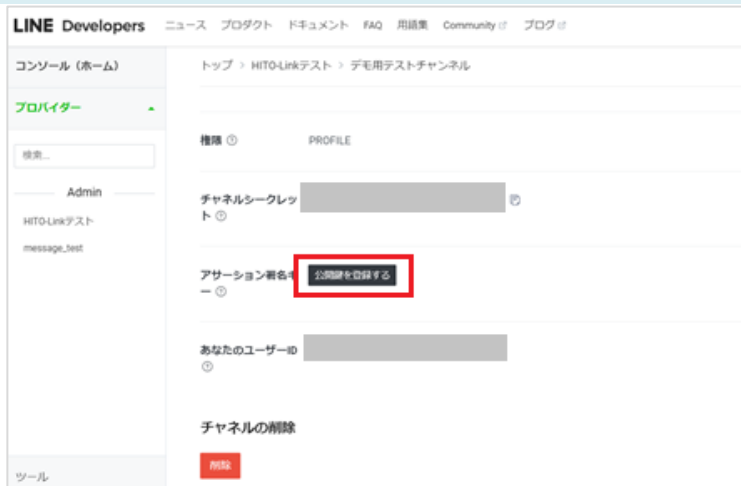 LINE Developers ニュース プロダクト ドキュメント FAQ 用語集 Community ブログ
コンソール（ホーム）
トップ > HITO-Linkテスト > デモ用テストチャンネル
プロバイダー
権限 PROFILE
検索...
Admin
チャネルシークレッ
ト
HITO-Linkテスト
message_test
アサーション署名キ
ー
公開鍵を登録する
あなたのユーザーID
チャネルの削除
削除
ツール